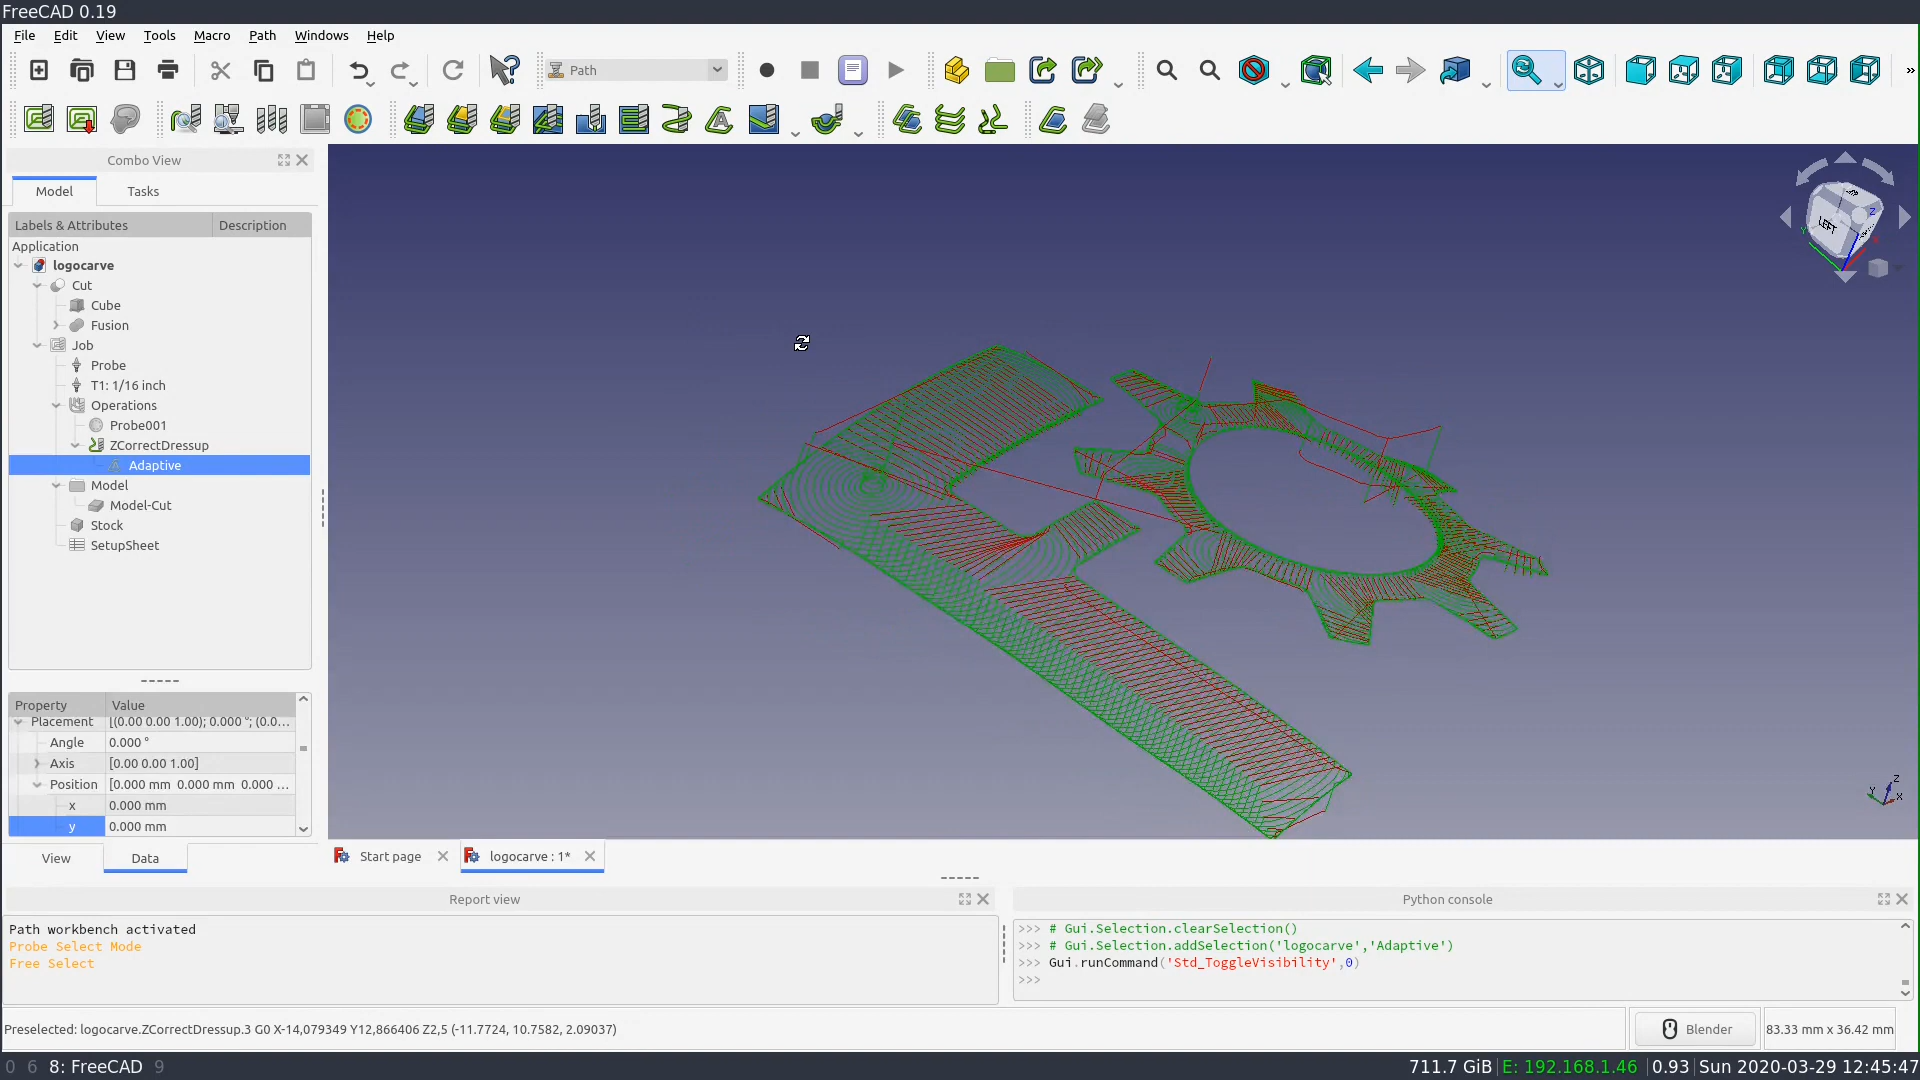 FreeCAD 0.19
File Edit View Tools Macro Path Windows Help
Path
»
Combo View
Model Tasks
Labels & Attributes Description
Application
logocarve
Cut
Cube
Fusion
Job
Probe
T1: 1/16 inch
Operations
Probe001
ZCorrectDressup
Adaptive
Model
Model-Cut
Stock
SetupSheet
LEFT
Z
Y
Z
Y
X
Property Value
Placement [(0.00 0.00 1.00); 0.000 °; (0.0...
Angle 0.000 °
Axis [0.00 0.00 1.00]
Position [0.000 mm 0.000 mm 0.000 ...
x 0.000 mm
y 0.000 mm
View Data
Start page logocarve : 1*
Report view
Path workbench activated
Probe Select Mode
Free Select
Python console
>>> # Gui.Selection.clearSelection()
>>> # Gui.Selection.addSelection('logocarve','Adaptive')
>>> Gui.runCommand('Std_ToggleVisibility',0)
>>>
Preselected: logocarve.ZCorrectDressup.3 G0 X-14,079349 Y12,866406 Z2,5 (-11.7724, 10.7582, 2.09037)
Blender 83.33 mm x 36.42 mm
0 6 8: FreeCAD 9 711.7 GiB E: 192.168.1.46 0.93 Sun 2020-03-29 12:45:47